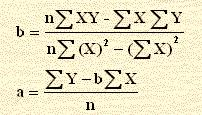 b = n∑XY - ∑X∑Y / n∑(X)² - (∑X)²
a = ∑Y - b∑X / n